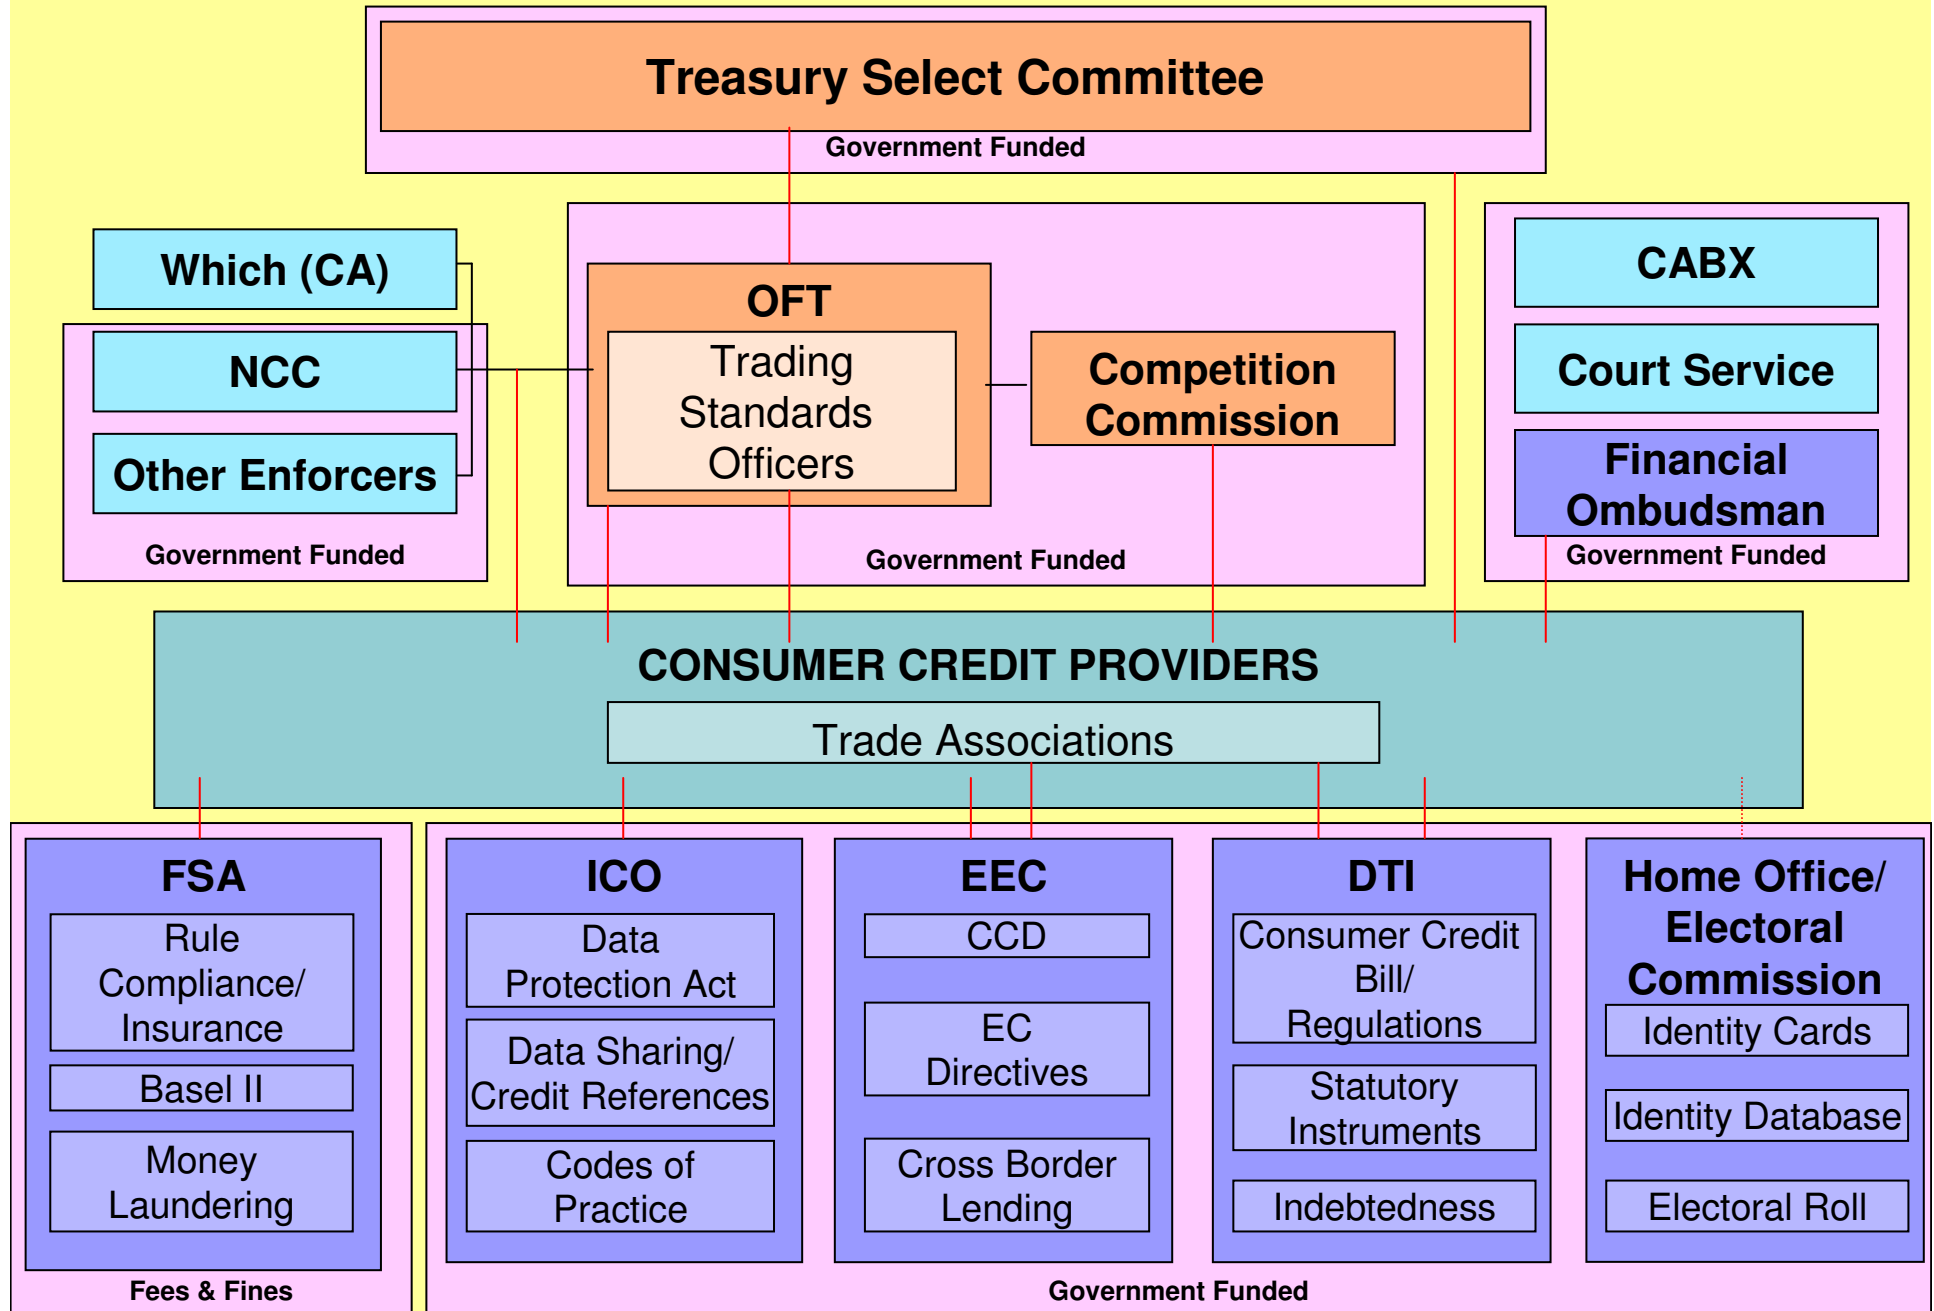 Treasury Select Committee
Government Funded
Which (CA)
NCC
Other Enforcers
Government Funded
OFT
Trading
Standards
Officers
Competition
Commission
Government Funded
CABX
Court Service
Financial
Ombudsman
Government Funded
CONSUMER CREDIT PROVIDERS
Trade Associations
FSA
Rule
Compliance/
Insurance
Basel II
Money
Laundering
Fees & Fines
ICO
Data
Protection Act
Data Sharing/
Credit References
Codes of
Practice
EEC
CCD
EC
Directives
Cross Border
Lending
DTI
Consumer Credit
Bill/
Regulations
Statutory
Instruments
Indebtedness
Home Office/
Electoral
Commission
Identity Cards
Identity Database
Electoral Roll
Government Funded